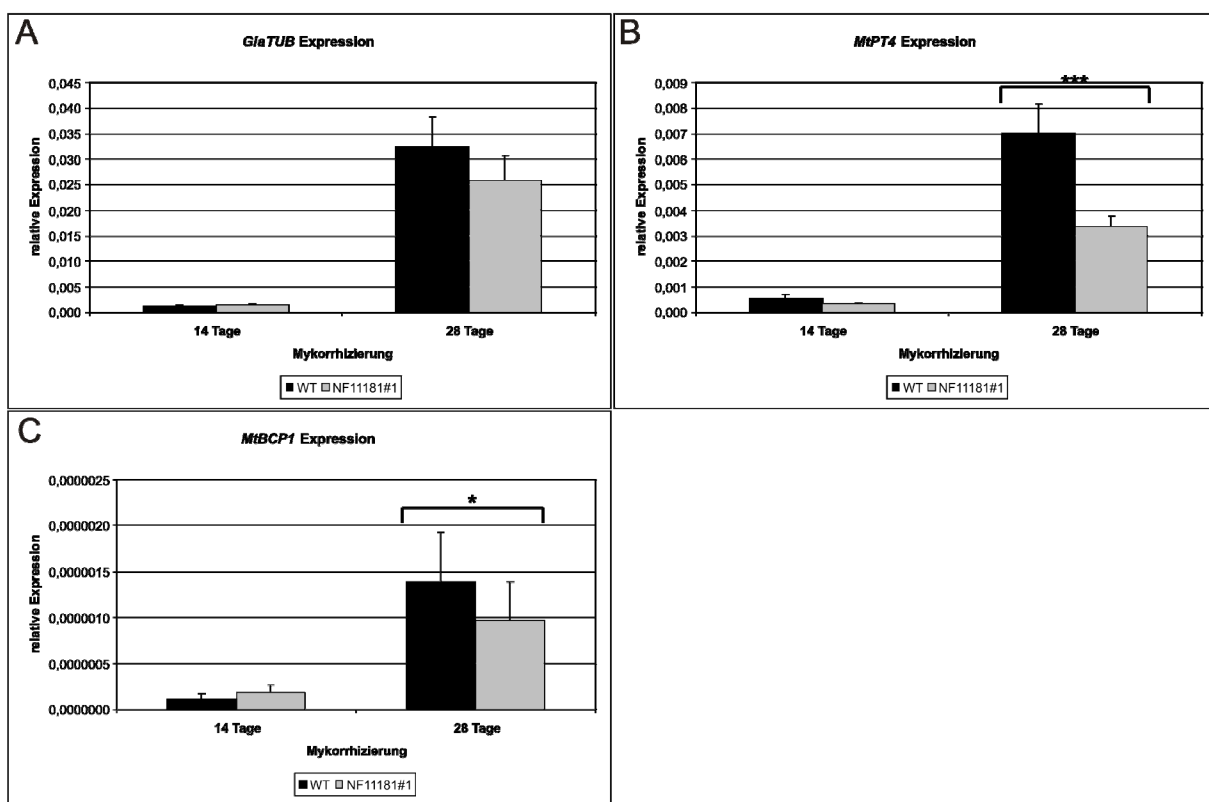 A
GiaTUB Expression
relative Expression
0,045
0,040
0,035
0,030
0,025
0,020
0,015
0,010
0,005
0,000
14 Tage
28 Tage
Mykorrhizierung
WT
NF11181#1
B
MtPT4 Expression
relative Expression
0,009
0,008
0,007
0,006
0,005
0,004
0,003
0,002
0,001
0,000
***
14 Tage
28 Tage
Mykorrhizierung
WT
NF11181#1
C
MtBCP1 Expression
relative Expression
0,0000025
0,0000020
0,0000015
0,0000010
0,0000005
0,0000000
*
14 Tage
28 Tage
Mykorrhizierung
WT
NF11181#1